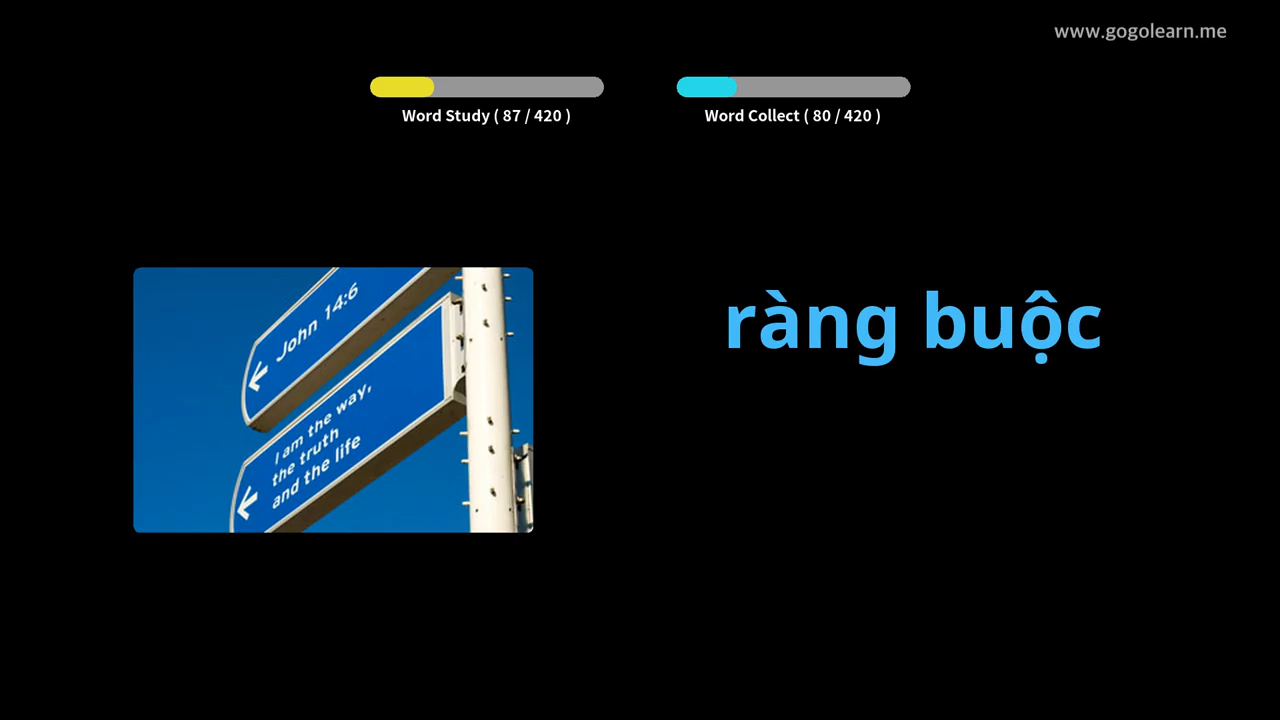 www.gogolearn.me
Word Study ( 87 / 420 )
Word Collect ( 80 / 420 )
John 14:6
I am the way,
the truth
and the life
ràng buộc